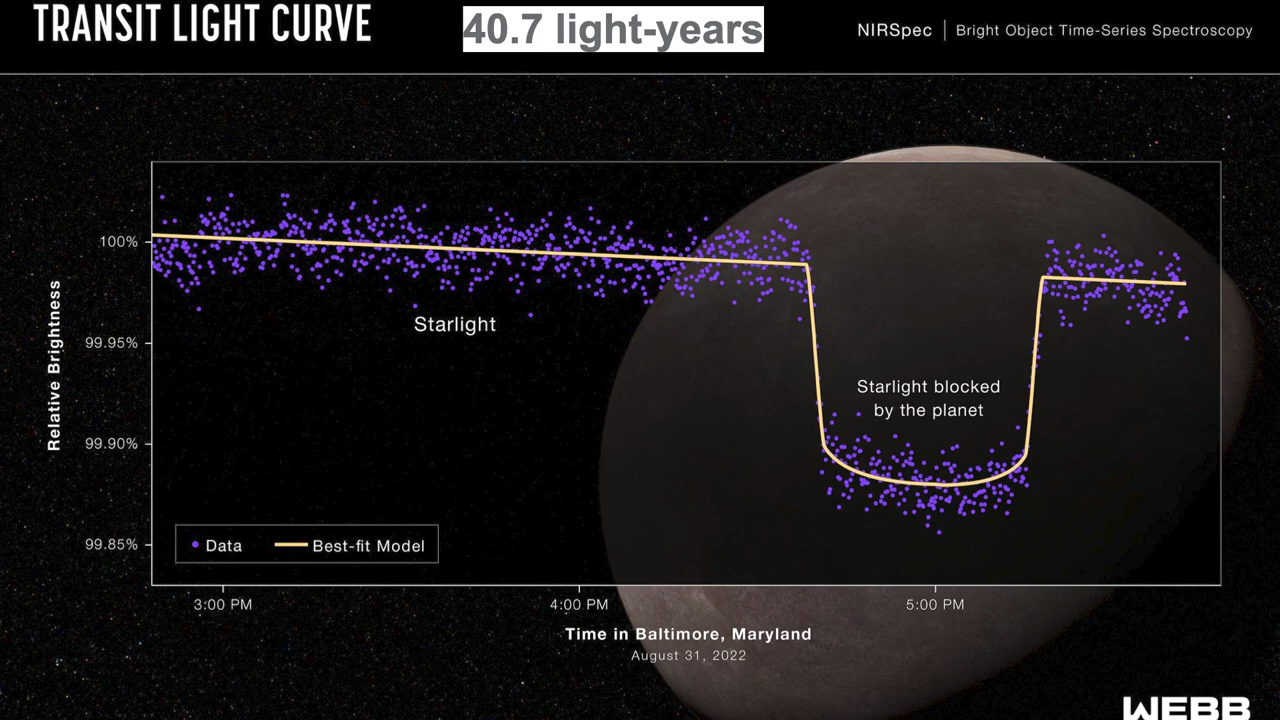 TRANSIT LIGHT CURVE
40.7 light-years
NIRSpec | Bright Object Time-Series Spectroscopy
100%
99.95%
99.90%
99.85%
Relative Brightness
Starlight
Starlight blocked
by the planet
Data
Best-fit Model
3:00 PM
4:00 PM
5:00 PM
Time in Baltimore, Maryland
August 31, 2022
WEBB